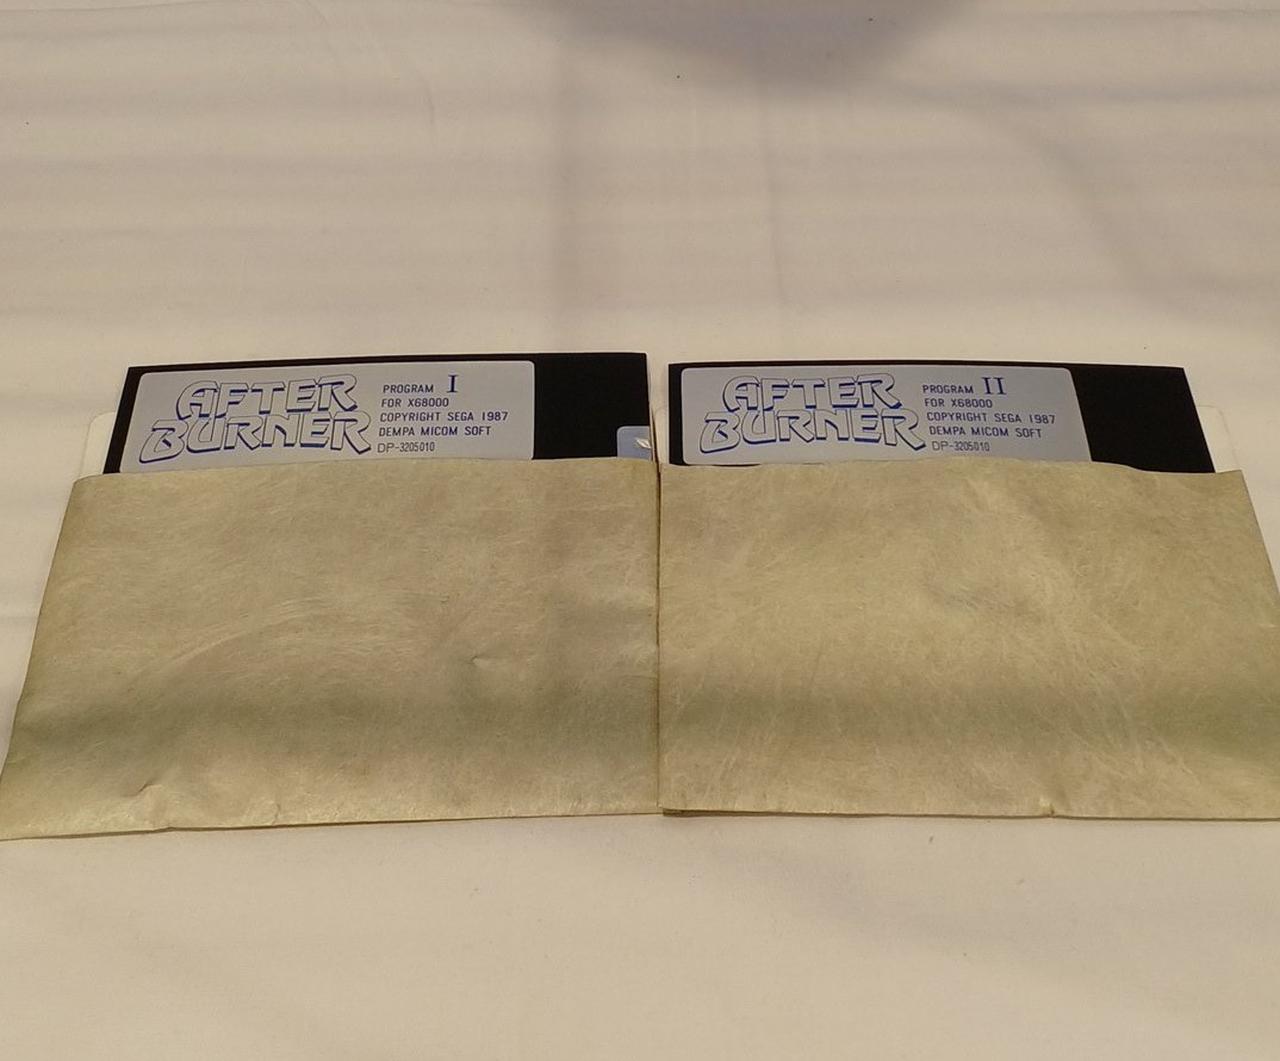 AFTER
BURNER
PROGRAM I
FOR X68000
COPYRIGHT SEGA 1987
DEMPA MICOM SOFT
DP-3205010
AFTER
BURNER
PROGRAM II
FOR X68000
COPYRIGHT SEGA 1987
DEMPA MICOM SOFT
DP-3205010